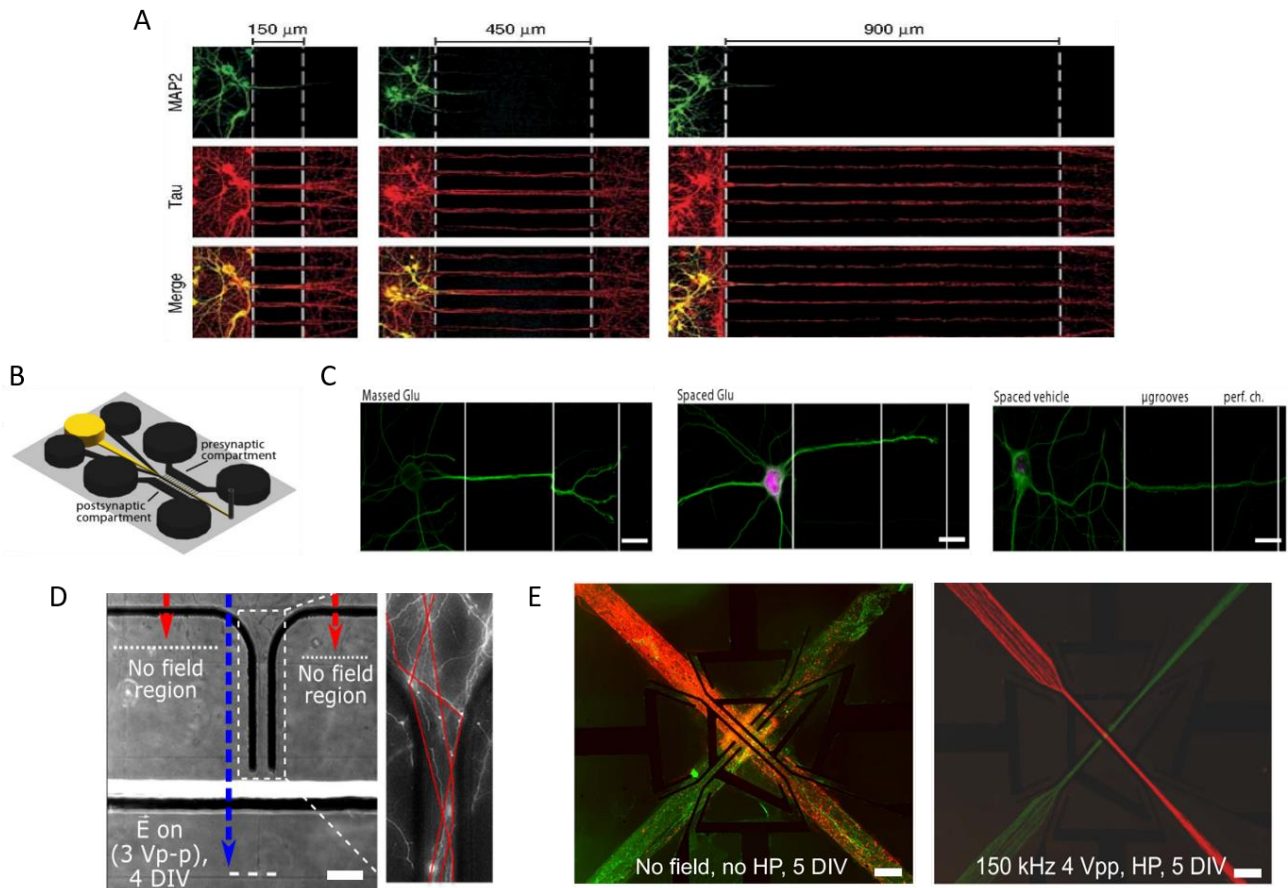 A
150 μm
450 μm
900 μm
MAP2
Tau
Merge
B
presynaptic
compartment
postsynaptic
compartment
C
Massed Glu
Spaced Glu
Spaced vehicle
μgrooves
perf. ch.
D
No field
region
No field
region
E on
(3 Vp-p),
4 DIV
E
No field, no HP, 5 DIV
150 kHz 4 Vpp, HP, 5 DIV